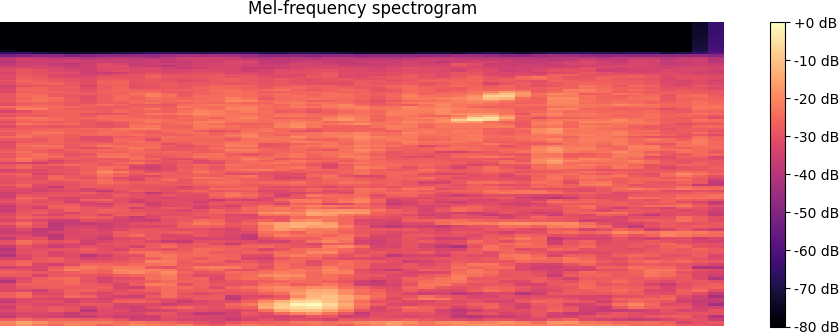 Mel-frequency spectrogram
+0 dB
-10 dB
-20 dB
-30 dB
-40 dB
-50 dB
-60 dB
-70 dB
-80 dB